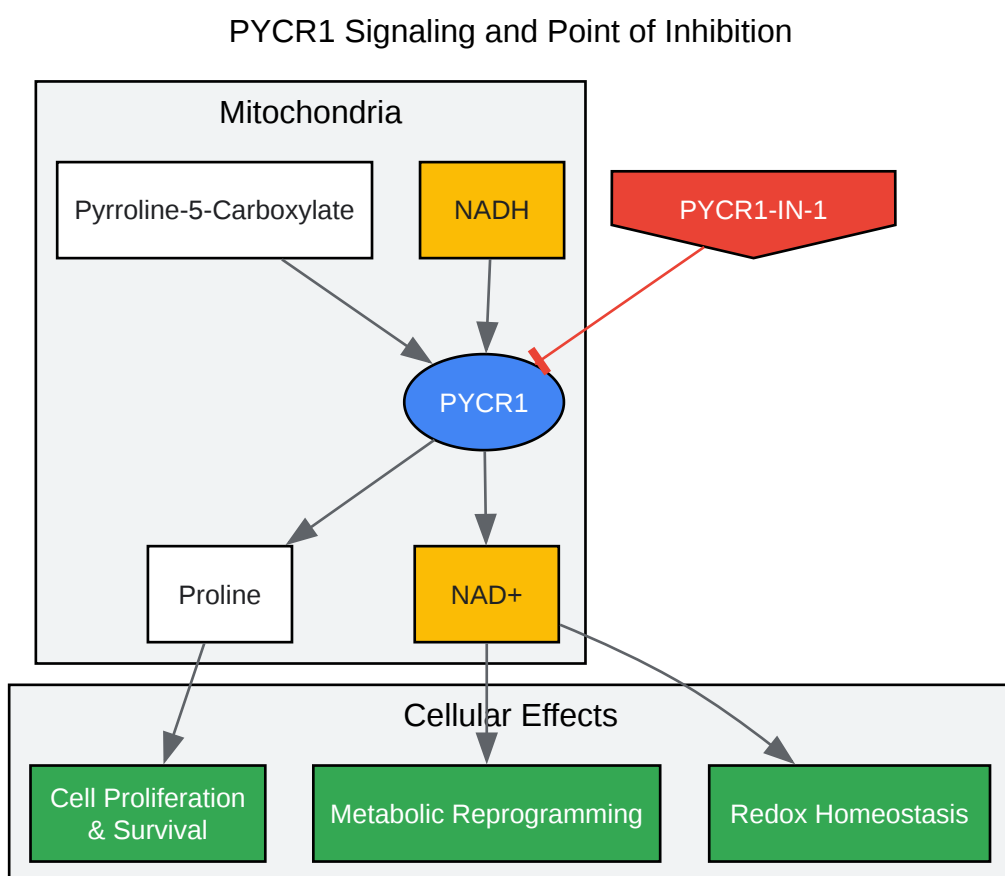 PYCR1 Signaling and Point of Inhibition
Mitochondria
Pyrroline-5-Carboxylate
NADH
PYCR1-IN-1
PYCR1
Proline
NAD+
Cellular Effects
Cell Proliferation
& Survival
Metabolic Reprogramming
Redox Homeostasis